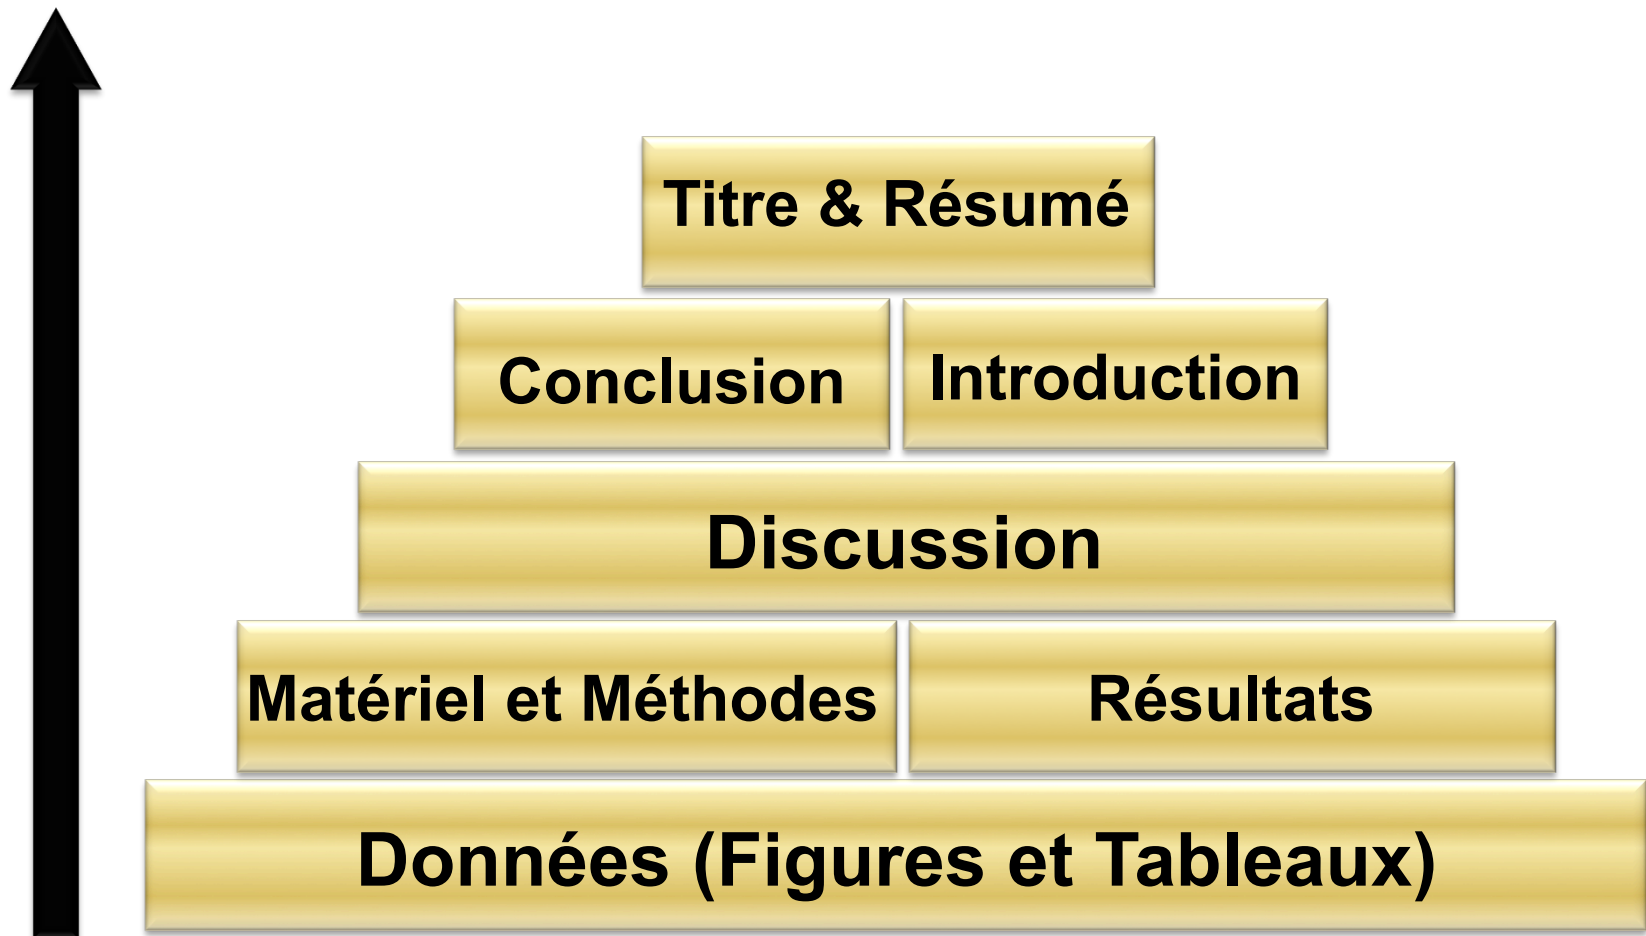 Titre & Résumé
Conclusion
Introduction
Discussion
Matériel et Méthodes
Résultats
Données (Figures et Tableaux)